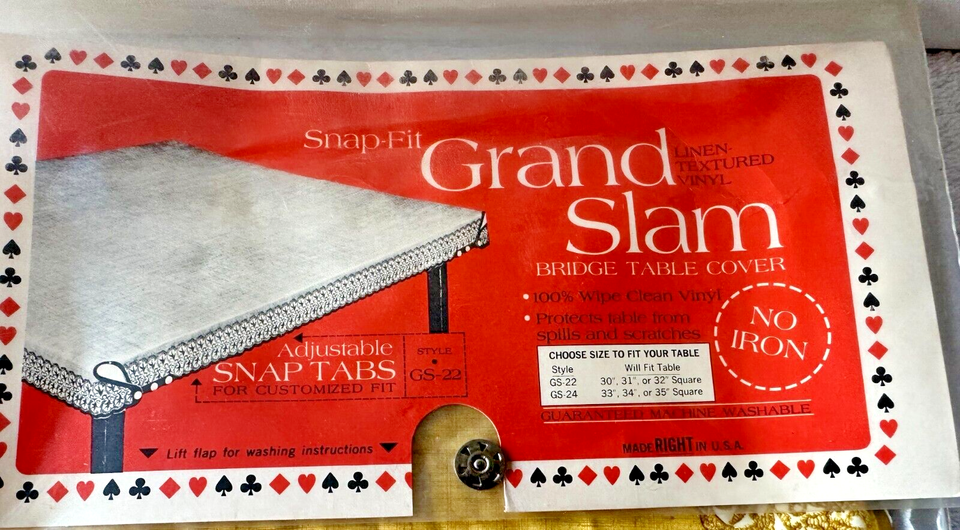 Snap-Fit Grand
LINEN-
TEXTURED
VINYL
Slam
BRIDGE TABLE COVER
• 100% Wipe Clean Vinyl
• Protects table from
spills and scratches
NO
IRON
CHOOSE SIZE TO FIT YOUR TABLE
Style Will Fit Table
GS-22 30", 31", or 32" Square
GS-24 33", 34", or 35" Square
GUARANTEED MACHINE WASHABLE
MADE RIGHT IN U.S.A.
Adjustable
SNAP TABS
FOR CUSTOMIZED FIT
STYLE
GS-22
Lift flap for washing instructions